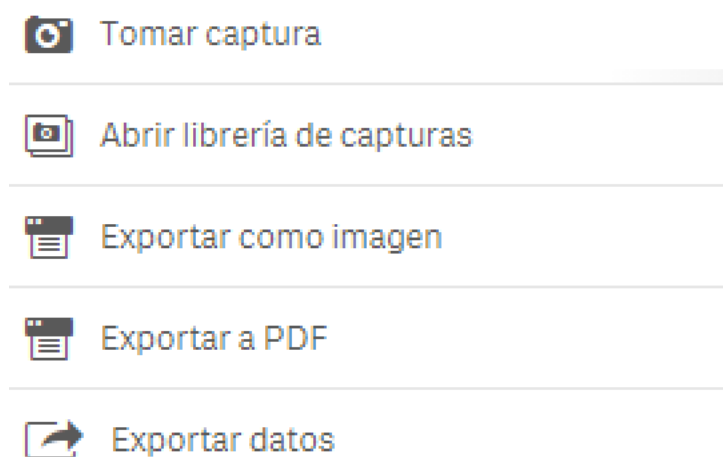 Tomar captura
Abrir librería de capturas
Exportar como imagen
Exportar a PDF
Exportar datos